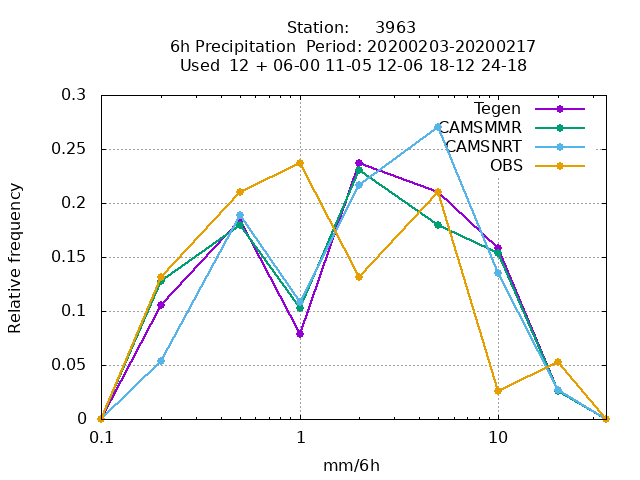 Station: 3963
6h Precipitation Period: 20200203-20200217
Used 12 + 06-00 11-05 12-06 18-12 24-18
0.3
0.25
0.2
0.15
0.1
0.05
0
0.1
1
10
Relative frequency
mm/6h
Tegen
CAMSMMR
CAMSNRT
OBS